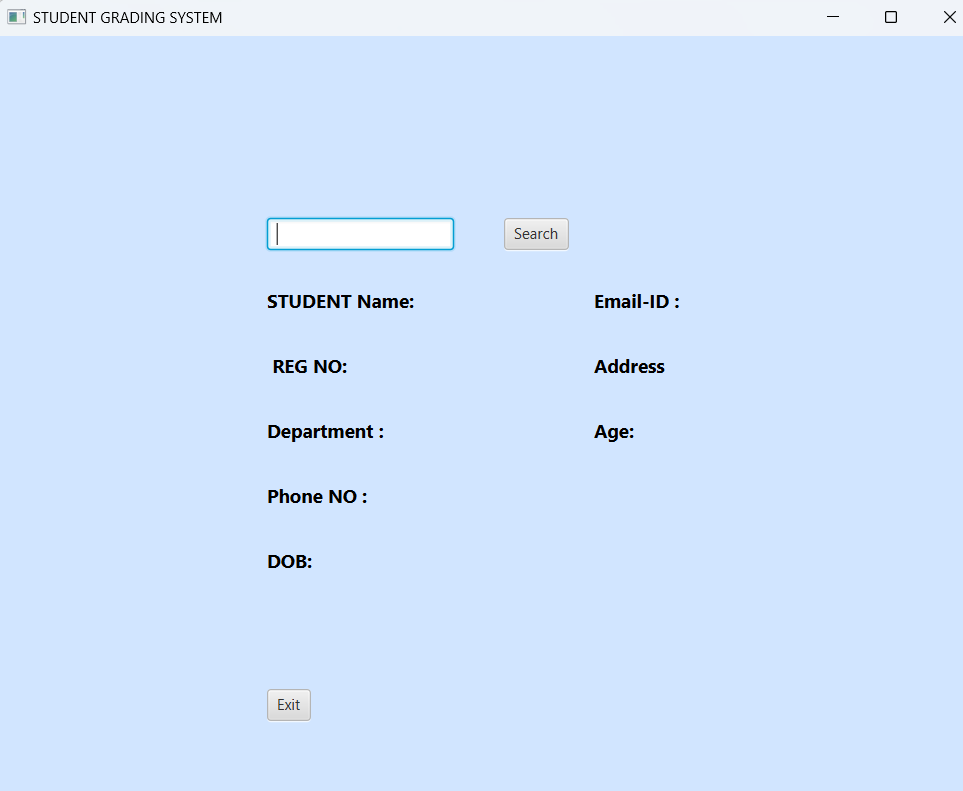 STUDENT GRADING SYSTEM
Search
STUDENT Name: Email-ID :
REG NO: Address
Department : Age:
Phone NO :
DOB:
Exit